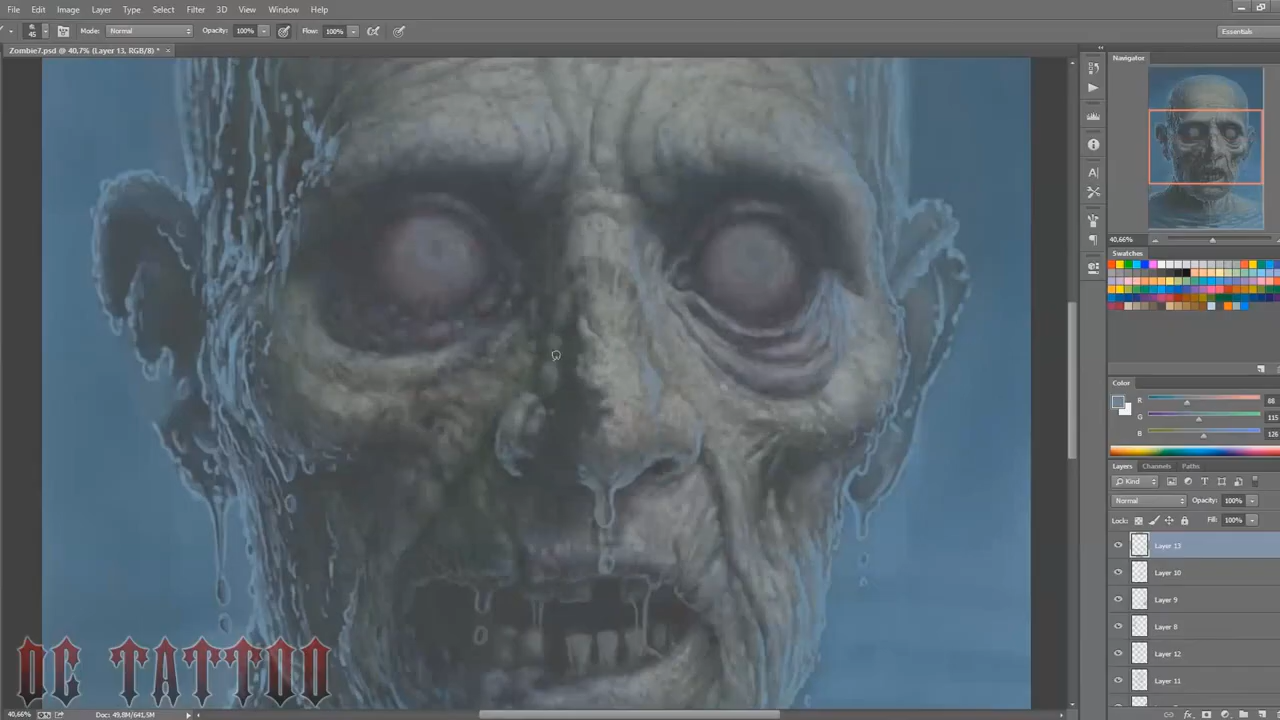 File Edit Image Layer Type Select Filter 3D View Window Help
45 Mode: Normal Opacity: 100% Flow: 100% Essentials
Zombie7.psd @ 40,7% (Layer 13, RGB/8) * ×
Navigator
40,66%
Swatches
Color
R 88
G 115
B 126
Layers Channels Paths
Kind
Normal Opacity: 100%
Lock: Fill: 100%
Layer 13
Layer 10
Layer 9
Layer 8
Layer 12
Layer 11
DC TATTOO
40,66% Doc: 49,8M/641,5M